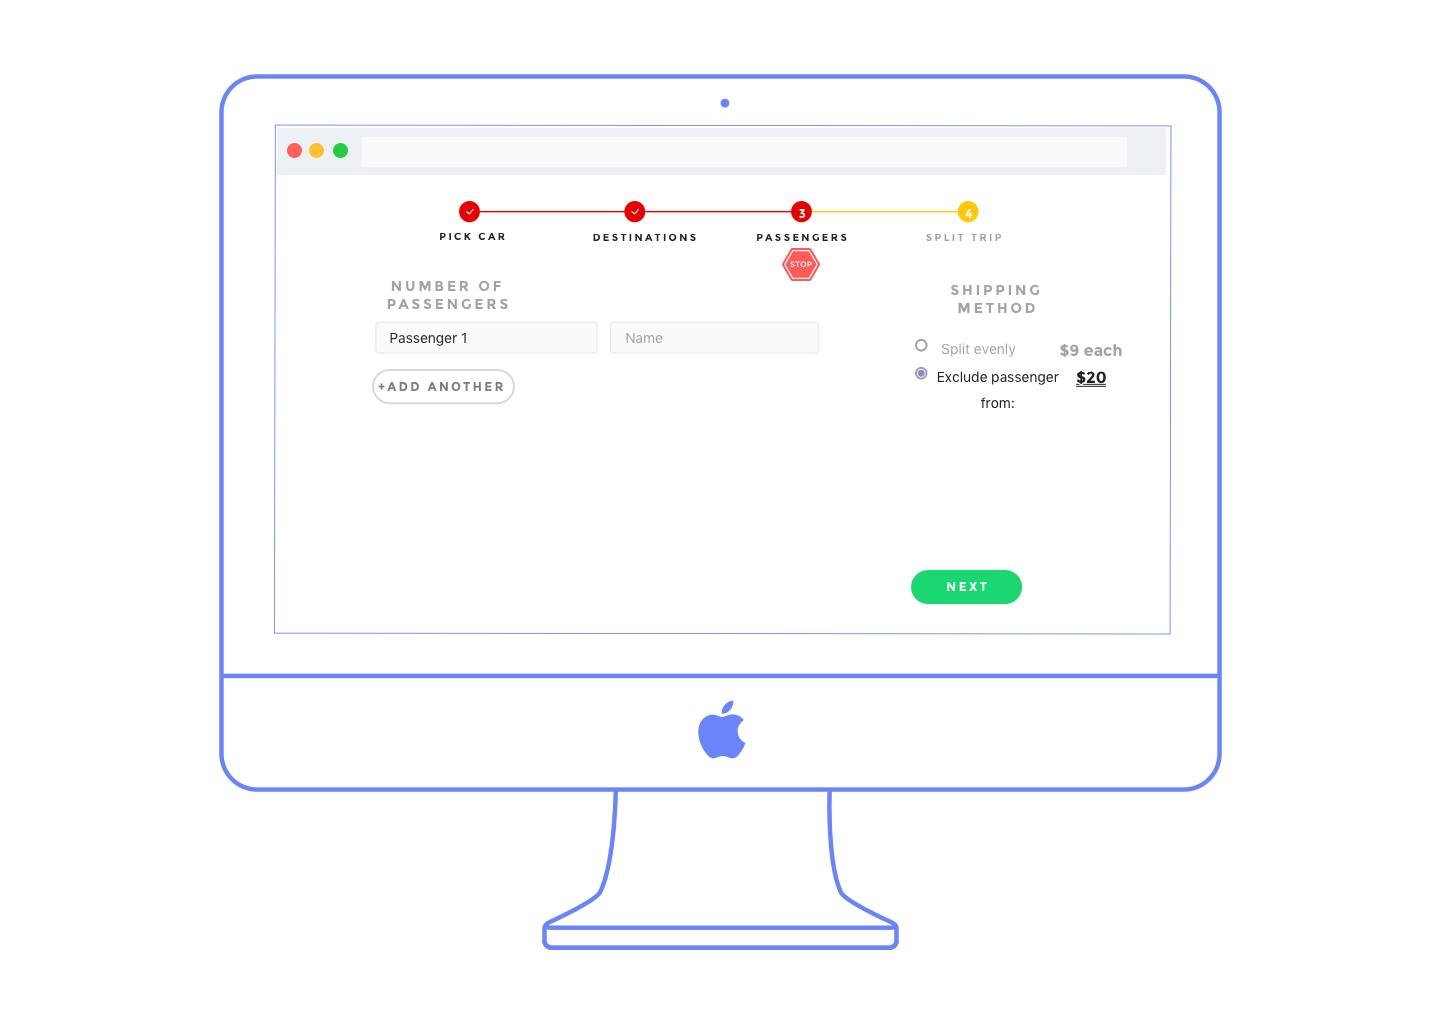 3
4
PICK CAR
DESTINATIONS
PASSENGERS
SPLIT TRIP
STOP
NUMBER OF
PASSENGERS
Passenger 1
Name
+ADD ANOTHER
SHIPPING
METHOD
Split evenly $9 each
Exclude passenger $20
from:
NEXT